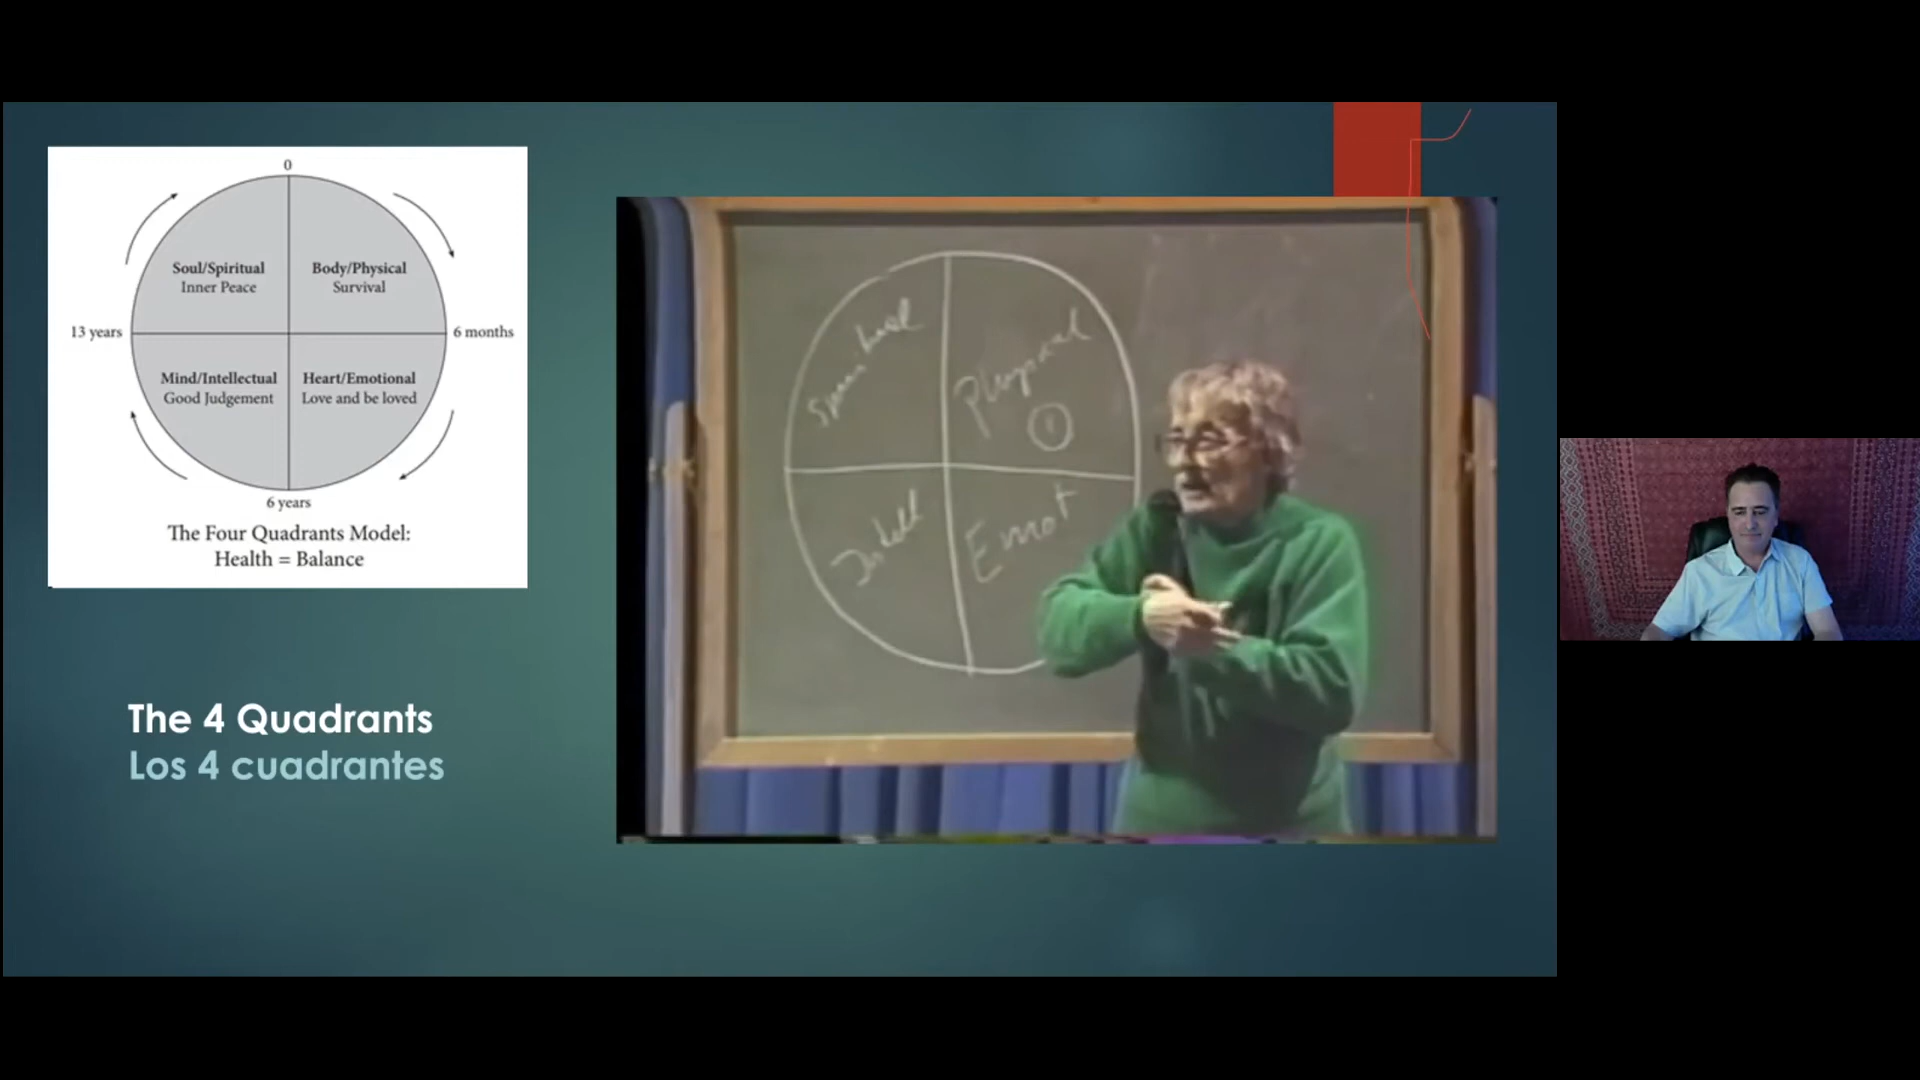 0
Soul/Spiritual
Inner Peace
Body/Physical
Survival
13 years
6 months
Mind/Intellectual
Good Judgement
Heart/Emotional
Love and be loved
6 years
The Four Quadrants Model:
Health = Balance
The 4 Quadrants
Los 4 cuadrantes
Spiritual
Physical
1
Intell
Emot